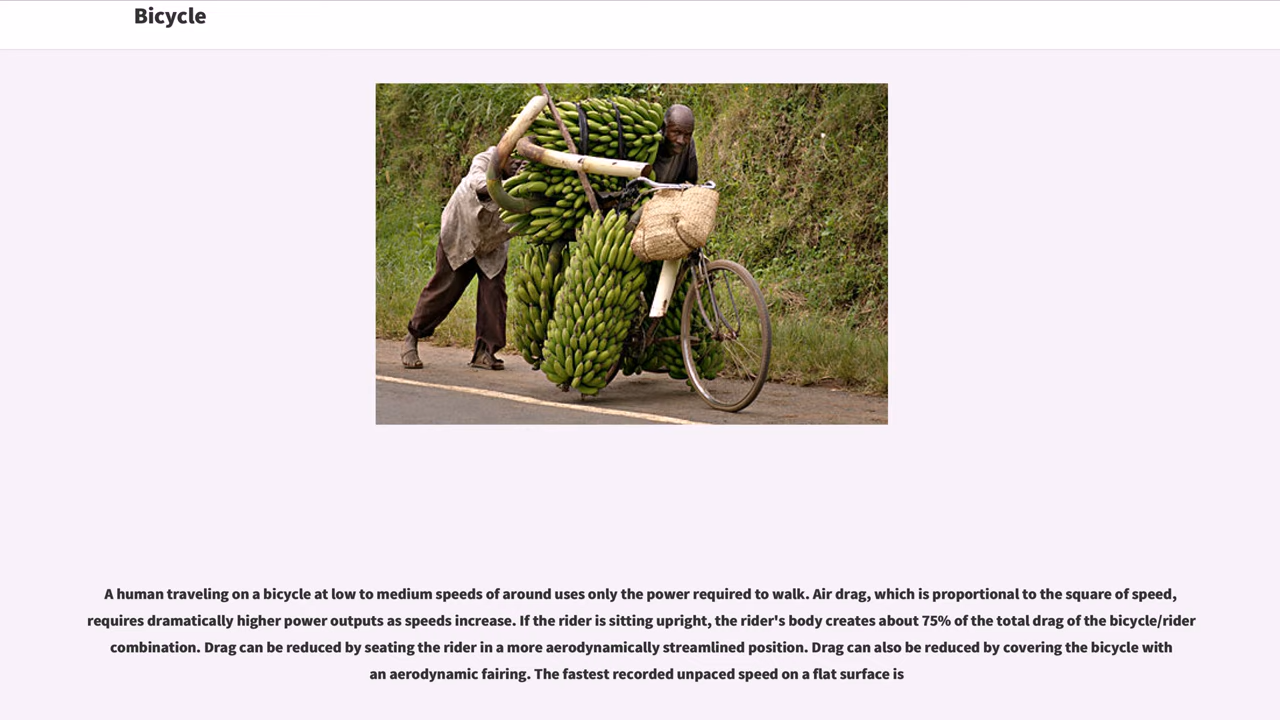 Bicycle
A human traveling on a bicycle at low to medium speeds of around uses only the power required to walk. Air drag, which is proportional to the square of speed,
requires dramatically higher power outputs as speeds increase. If the rider is sitting upright, the rider's body creates about 75% of the total drag of the bicycle/rider
combination. Drag can be reduced by seating the rider in a more aerodynamically streamlined position. Drag can also be reduced by covering the bicycle with
an aerodynamic fairing. The fastest recorded unpaced speed on a flat surface is